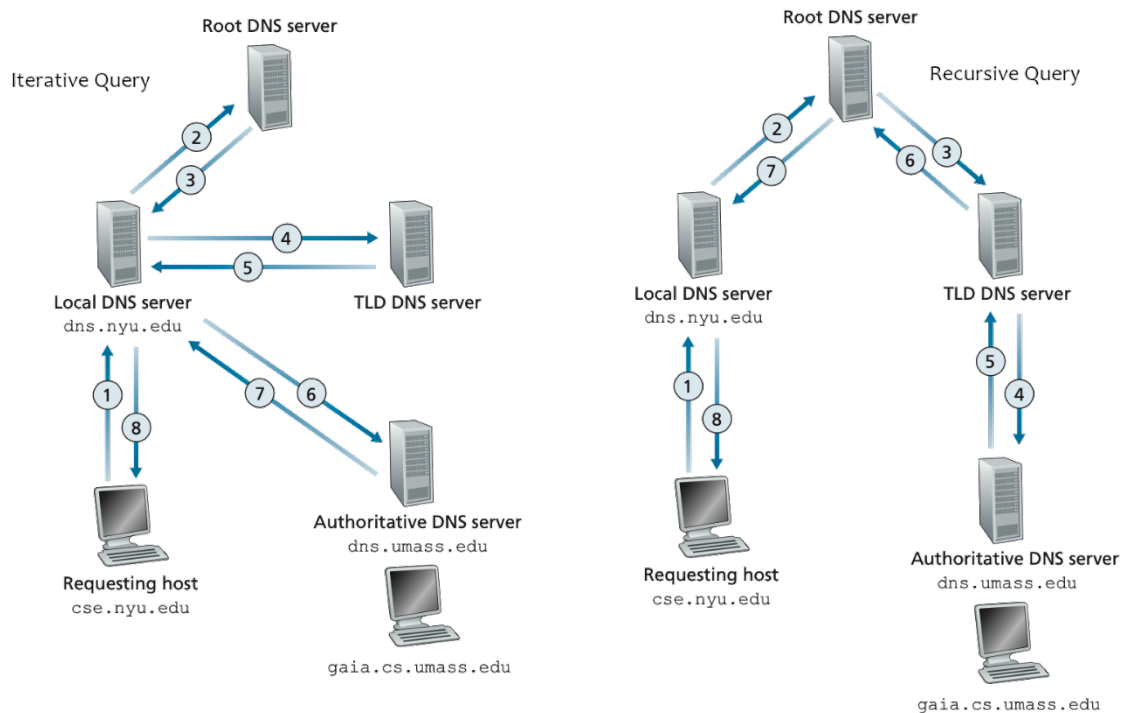 Root DNS server
Iterative Query
2
3
4
5
Local DNS server
dns.nyu.edu
TLD DNS server
1
8
7
6
Authoritative DNS server
dns.umass.edu
Requesting host
cse.nyu.edu
gaia.cs.umass.edu
Root DNS server
Recursive Query
2
7
6
3
Local DNS server
dns.nyu.edu
TLD DNS server
1
8
5
4
Requesting host
cse.nyu.edu
Authoritative DNS server
dns.umass.edu
gaia.cs.umass.edu